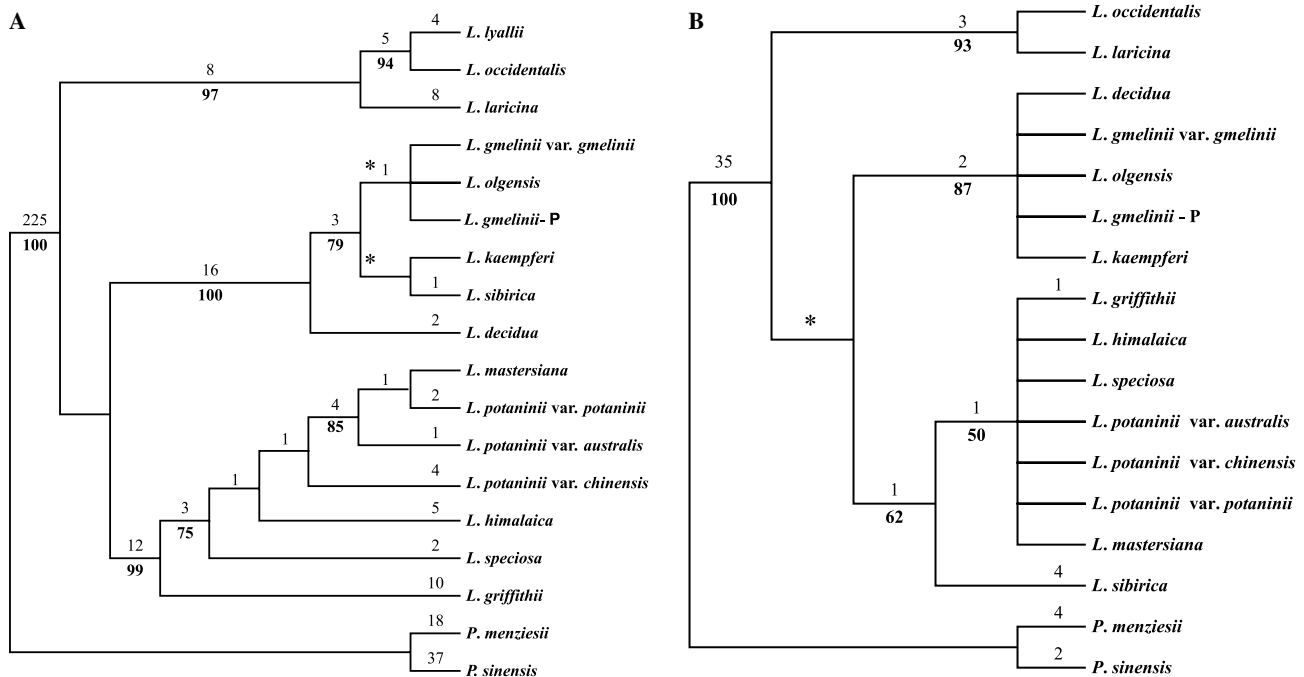 A
4
L. lyallii
5
94
L. occidentalis
8
97
8
L. laricina
L. gmelinii var. gmelinii
*
1
L. olgensis
3
79
L. gmelinii- P
225
100
*
L. kaempferi
16
100
1
L. sibirica
2
L. decidua
L. mastersiana
1
2
L. potaninii var. potaninii
4
85
1
L. potaninii var. australis
1
4
L. potaninii var. chinensis
1
5
L. himalaica
3
75
2
L. speciosa
12
99
10
L. griffithii
18
P. menziesii
37
P. sinensis
B
L. occidentalis
3
93
L. laricina
L. decidua
L. gmelinii var. gmelinii
35
100
2
87
L. olgensis
L. gmelinii - P
L. kaempferi
1
L. griffithii
*
L. himalaica
L. speciosa
1
50
L. potaninii var. australis
L. potaninii var. chinensis
1
62
L. potaninii var. potaninii
L. mastersiana
4
L. sibirica
4
P. menziesii
2
P. sinensis